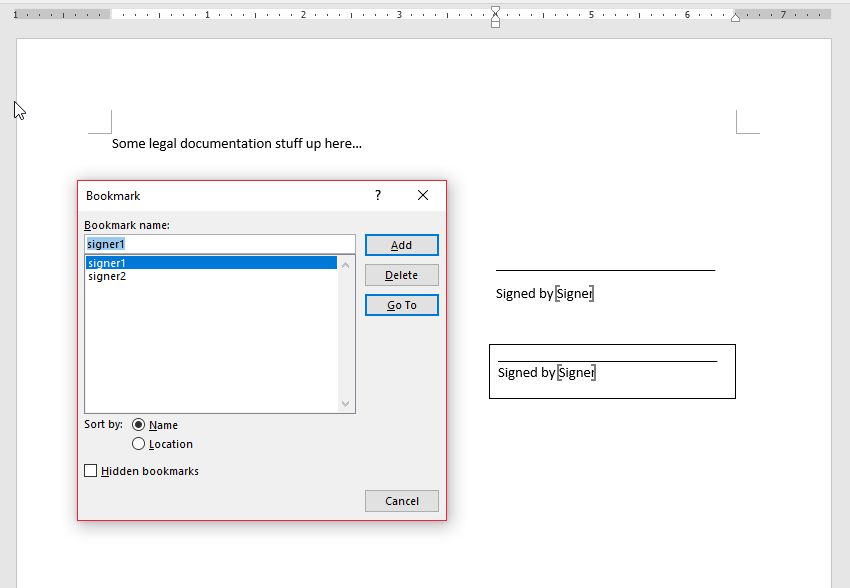 1 1 2 3 5 6 7
Some legal documentation stuff up here...
Bookmark ?
Bookmark name:
signer1
signer1
signer2
Add
Delete
Go To
Sort by: Name
Location
Hidden bookmarks
Cancel
Signed by [Signer]
Signed by [Signer]